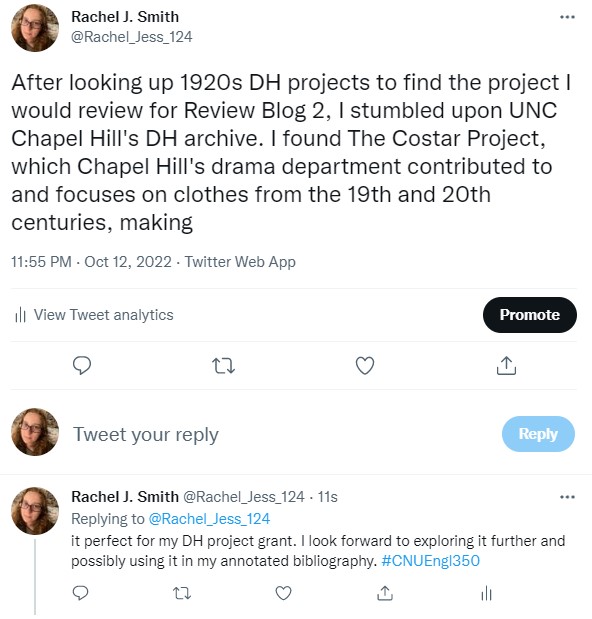 Rachel J. Smith
@Rachel_Jess_124
After looking up 1920s DH projects to find the project I
would review for Review Blog 2, I stumbled upon UNC
Chapel Hill's DH archive. I found The Costar Project,
which Chapel Hill's drama department contributed to
and focuses on clothes from the 19th and 20th
centuries, making
11:55 PM · Oct 12, 2022 · Twitter Web App
View Tweet analytics
Promote
Tweet your reply
Reply
Rachel J. Smith @Rachel_Jess_124 · 11s
Replying to @Rachel_Jess_124
it perfect for my DH project grant. I look forward to exploring it further and
possibly using it in my annotated bibliography. #CNUEngl350